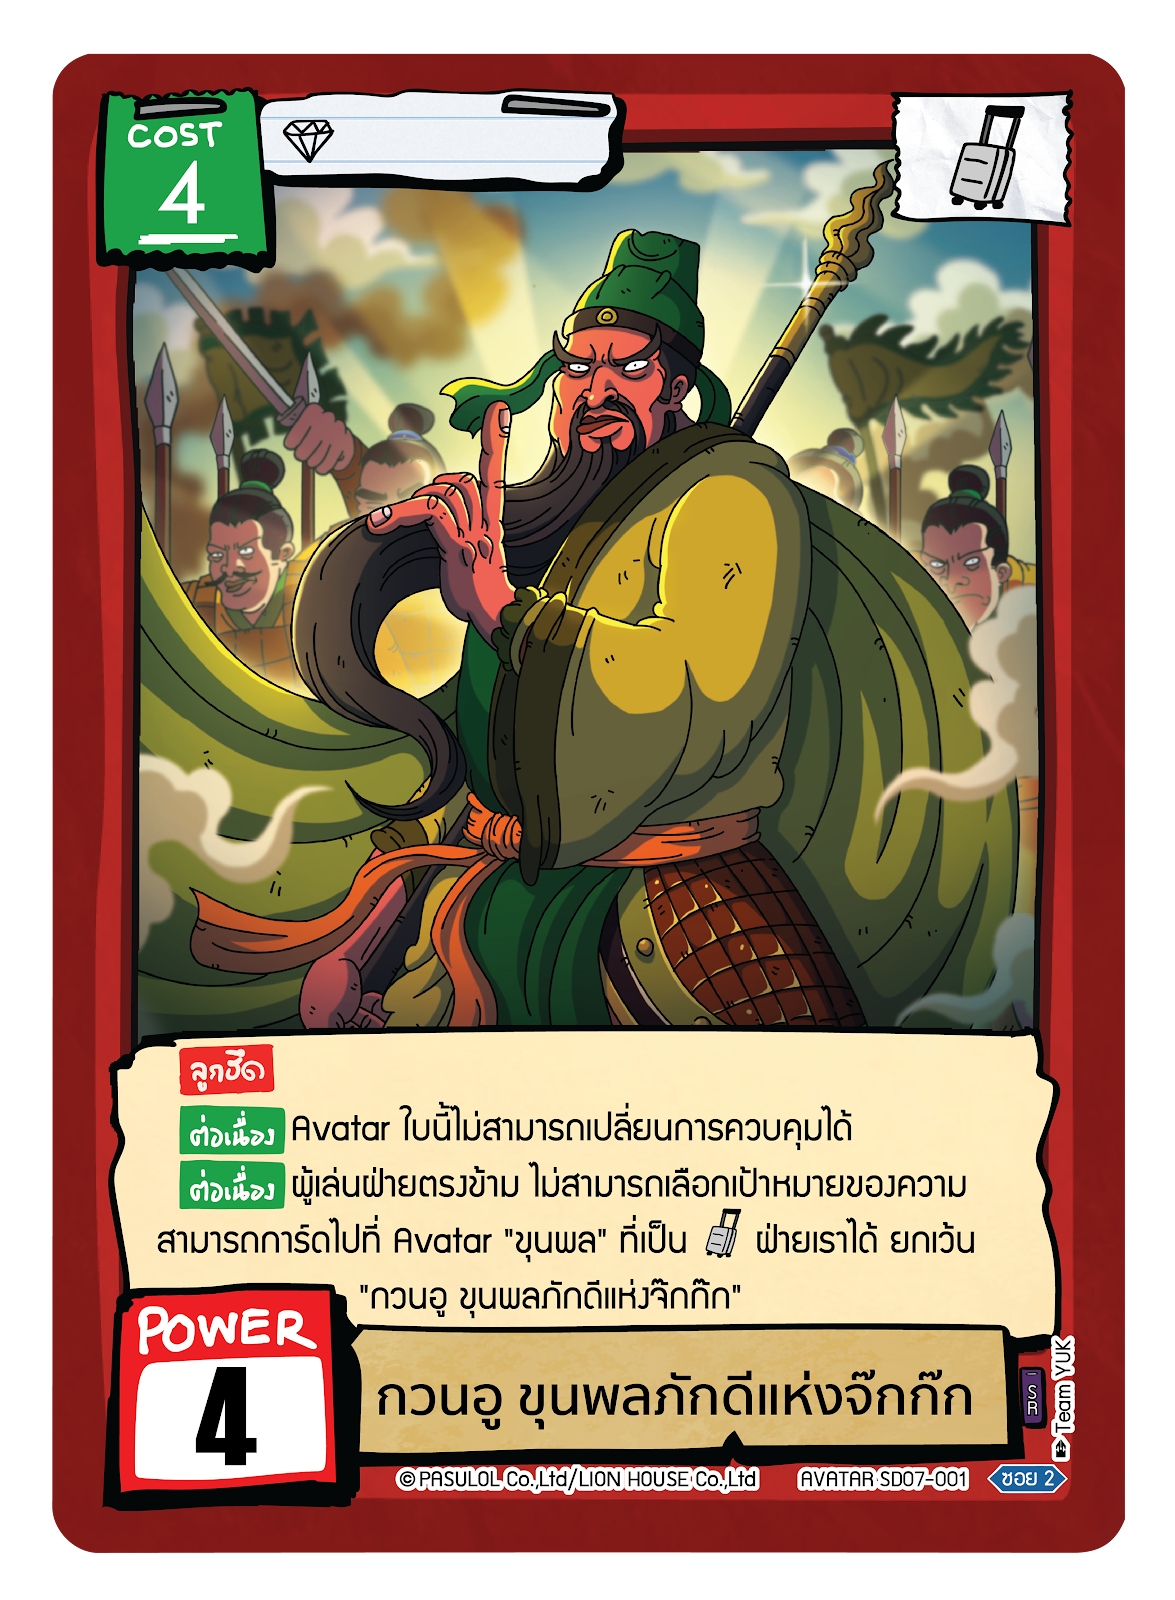 COST
4
ลูกฮึด
ต่อเนื่อง Avatar ใบนี้ไม่สามารถเปลี่ยนการควบคุมได้
ต่อเนื่อง ผู้เล่นฝ่ายตรงข้าม ไม่สามารถเลือกเป้าหมายของความ
สามารถการ์ดไปที่ Avatar "ขุนพล" ที่เป็น ฝ่ายเราได้ ยกเว้น
"กวนอู ขุนพลภักดีแห่งจ๊กก๊ก"
POWER
4
กวนอู ขุนพลภักดีแห่งจ๊กก๊ก
SR
Team YUK
© PASULOL Co.,Ltd/LION HOUSE Co.,Ltd
AVATAR SD07-001
ซอย 2